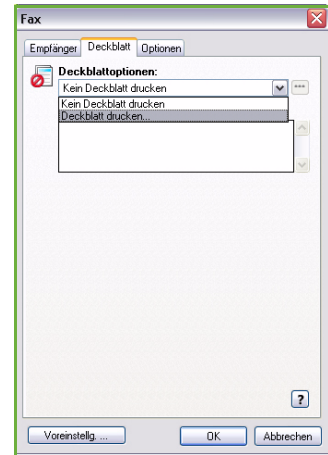 Fax
Empfänger Deckblatt Optionen
Deckblattoptionen:
Kein Deckblatt drucken
Kein Deckblatt drucken
Deckblatt drucken...
Voreinstellg. ... OK Abbrechen